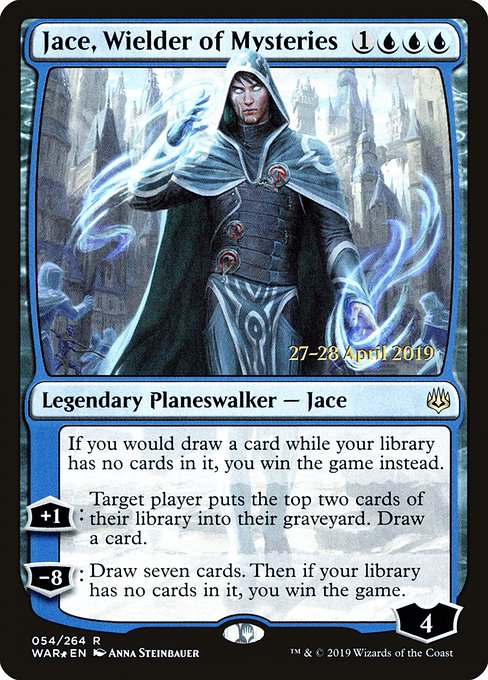 Jace, Wielder of Mysteries 1
27-28 April 2019
Legendary Planeswalker — Jace
If you would draw a card while your library
has no cards in it, you win the game instead.
+1: Target player puts the top two cards of
their library into their graveyard. Draw
a card.
−8: Draw seven cards. Then if your library
has no cards in it, you win the game.
4
054/264 R
WAR★EN Anna Steinbauer
™ & © 2019 Wizards of the Coast